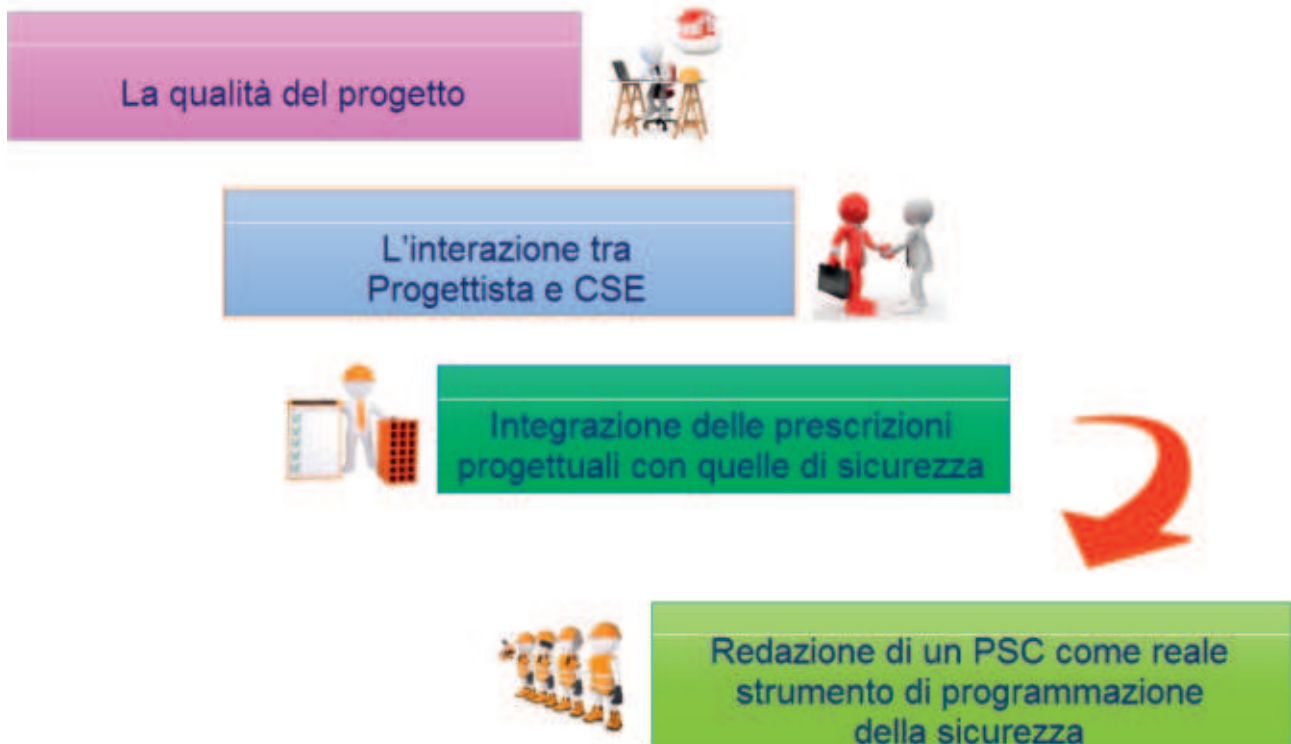 La qualità del progetto
L'interazione tra
Progettista e CSE
Integrazione delle prescrizioni
progettuali con quelle di sicurezza
Redazione di un PSC come reale
strumento di programmazione
della sicurezza